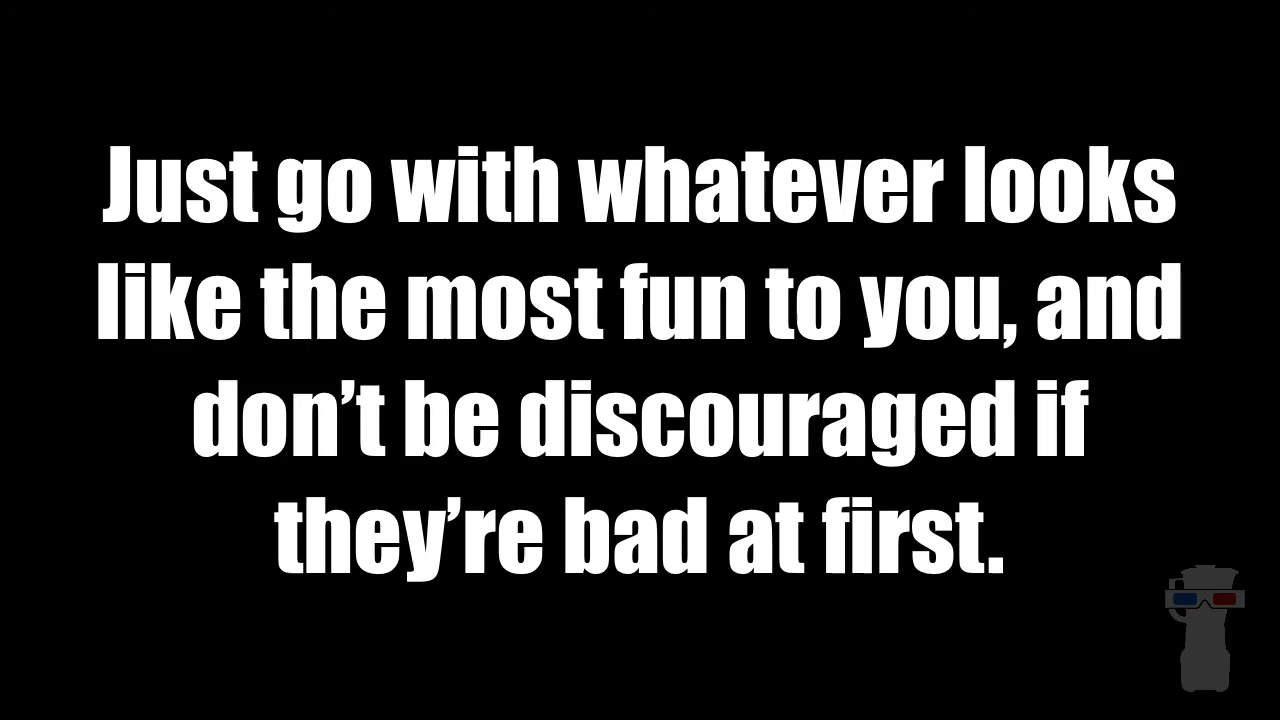 Just go with whatever looks
like the most fun to you, and
don’t be discouraged if
they’re bad at first.